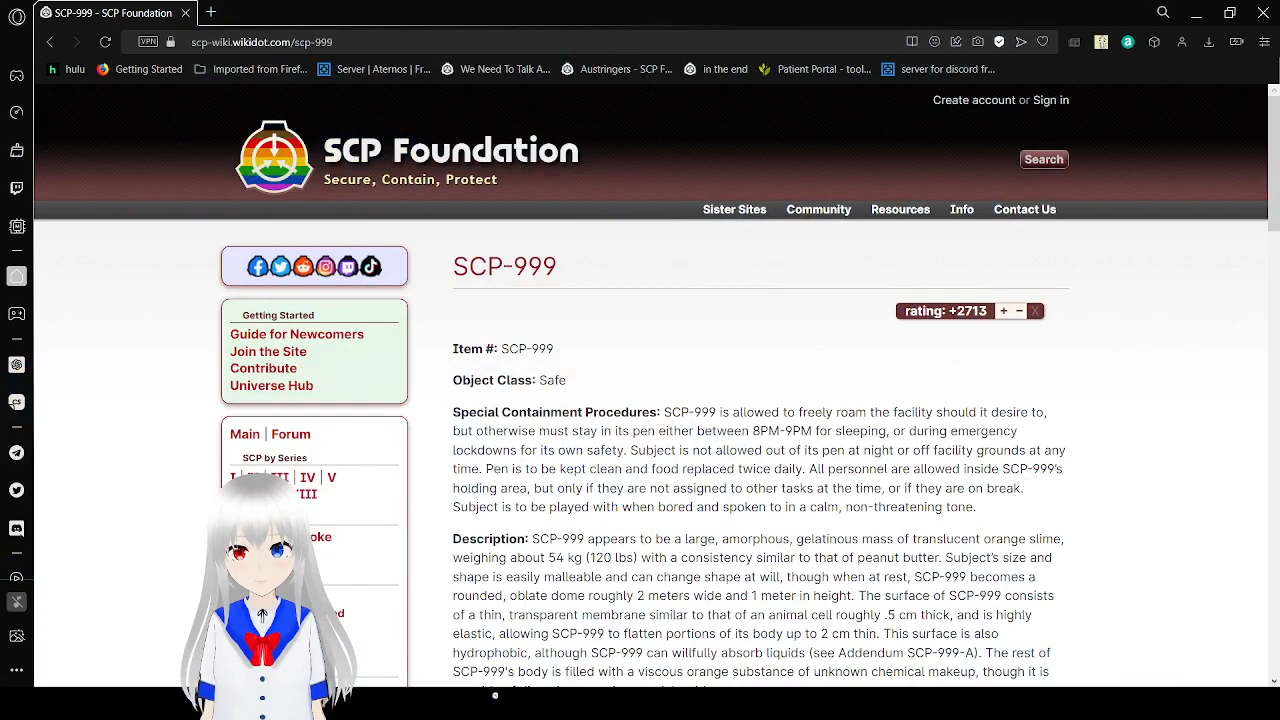 SCP-999 - SCP Foundation
VPN
scp-wiki.wikidot.com/scp-999
hulu
Getting Started
Imported from Firef...
Server | Aternos | Fr...
We Need To Talk A...
Austringers - SCP F...
in the end
Patient Portal - tool...
server for discord fr...
Create account or Sign in
SCP Foundation
Secure, Contain, Protect
Search
Sister Sites
Community
Resources
Info
Contact Us
Getting Started
Guide for Newcomers
Join the Site
Contribute
Universe Hub
Main | Forum
SCP by Series
I | II | III | IV | V
VIII
SCP-999
rating: +2713 + − X
Item #: SCP-999
Object Class: Safe
Special Containment Procedures: SCP-999 is allowed to freely roam the facility should it desire to,
but otherwise must stay in its pen either between 8PM-9PM for sleeping, or during emergency
lockdowns for its own safety. Subject is not allowed out of its pen at night or off facility grounds at any
time. Pen is to be kept clean and food replaced twice daily. All personnel are allowed inside SCP-999's
holding area, but only if they are not assigned to other tasks at the time, or if they are on break.
Subject is to be played with when bored and spoken to in a calm, non-threatening tone.
Description: SCP-999 appears to be a large, amorphous, gelatinous mass of translucent orange slime,
weighing about 54 kg (120 lbs) with a consistency similar to that of peanut butter. Subject's size and
shape is easily malleable and can change shape at will, though when at rest, SCP-999 becomes a
rounded, oblate dome roughly 2 meters wide and 1 meter in height. The surface of SCP-999 consists
of a thin, transparent membrane similar to that of an animal cell roughly .5 cm thick, and is highly
elastic, allowing SCP-999 to flatten portions of its body up to 2 cm thin. This surface is also
hydrophobic, although SCP-999 can willfully absorb liquids (see Addendum SCP-999-A). The rest of
SCP-999's body is filled with a viscous orange substance of unknown chemical makeup, though it is